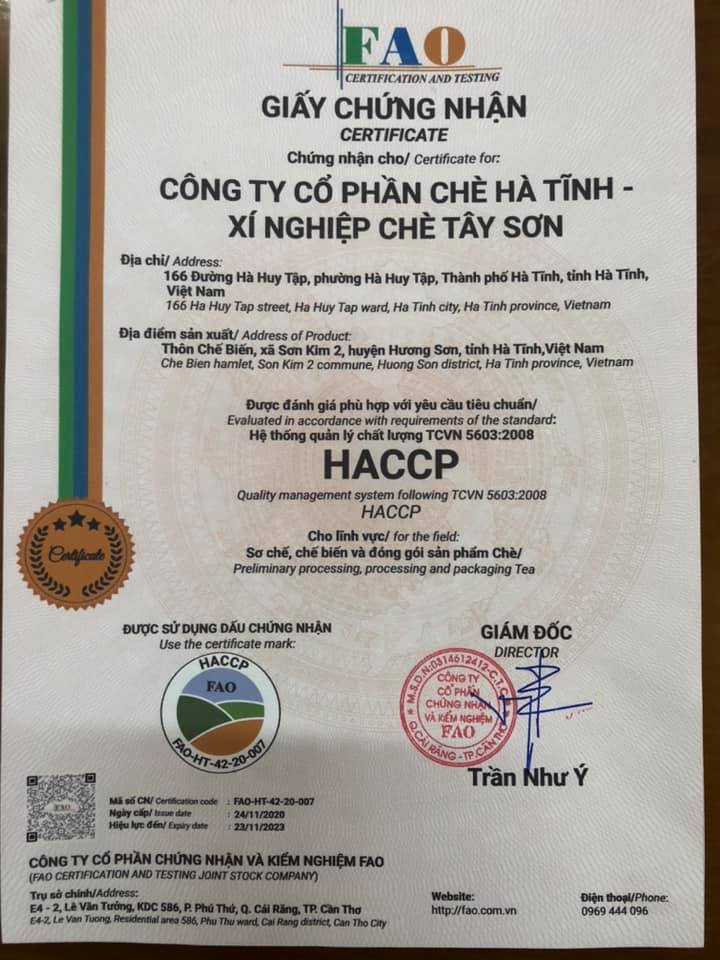 FAO
CERTIFICATION AND TESTING
GIẤY CHỨNG NHẬN
CERTIFICATE
Chứng nhận cho/ Certificate for:
CÔNG TY CỔ PHẦN CHÈ HÀ TĨNH -
XÍ NGHIỆP CHÈ TÂY SƠN
Địa chỉ/ Address:
166 Đường Hà Huy Tập, phường Hà Huy Tập, Thành phố Hà Tĩnh, tỉnh Hà Tĩnh,
Việt Nam
166 Ha Huy Tap street, Ha Huy Tap ward, Ha Tinh city, Ha Tinh province, Vietnam
Địa điểm sản xuất/ Address of Product:
Thôn Chế Biến, xã Sơn Kim 2, huyện Hương Sơn, tỉnh Hà Tĩnh,Việt Nam
Che Bien hamlet, Son Kim 2 commune, Huong Son district, Ha Tinh province, Vietnam
Được đánh giá phù hợp với yêu cầu tiêu chuẩn/
Evaluated in accordance with requirements of the standard:
Hệ thống quản lý chất lượng TCVN 5603:2008
HACCP
Quality management system following TCVN 5603:2008
HACCP
Cho lĩnh vực/ for the field:
Sơ chế, chế biến và đóng gói sản phẩm Chè/
Preliminary processing, processing and packaging Tea
Certificate
ĐƯỢC SỬ DỤNG DẤU CHỨNG NHẬN
Use the certificate mark:
HACCP
FAO
FAO-HT-42-20-007
GIÁM ĐỐC
DIRECTOR
M.S.D.N:0314612412-C.T.C.P
CÔNG TY
CỔ PHẦN
CHỨNG NHẬN
VÀ KIỂM NGHIỆM
FAO
Q.CÁI RĂNG-TP.CẦN THƠ
Trần Như Ý
FAO
Mã số CN/ Certification code : FAO-HT-42-20-007
Ngày cấp/ Issue date : 24/11/2020
Hiệu lực đến/ Expiry date : 23/11/2023
CÔNG TY CỔ PHẦN CHỨNG NHẬN VÀ KIỂM NGHIỆM FAO
(FAO CERTIFICATION AND TESTING JOINT STOCK COMPANY)
Trụ sở chính/Address:
E4 - 2, Lê Văn Tưởng, KDC 586, P. Phú Thứ, Q. Cái Răng, TP. Cần Thơ
E4-2, Le Van Tuong, Residential area 586, Phu Thu ward, Cai Rang district, Can Tho City
Website:
http://fao.com.vn
Điện thoại/Phone:
0969 444 096